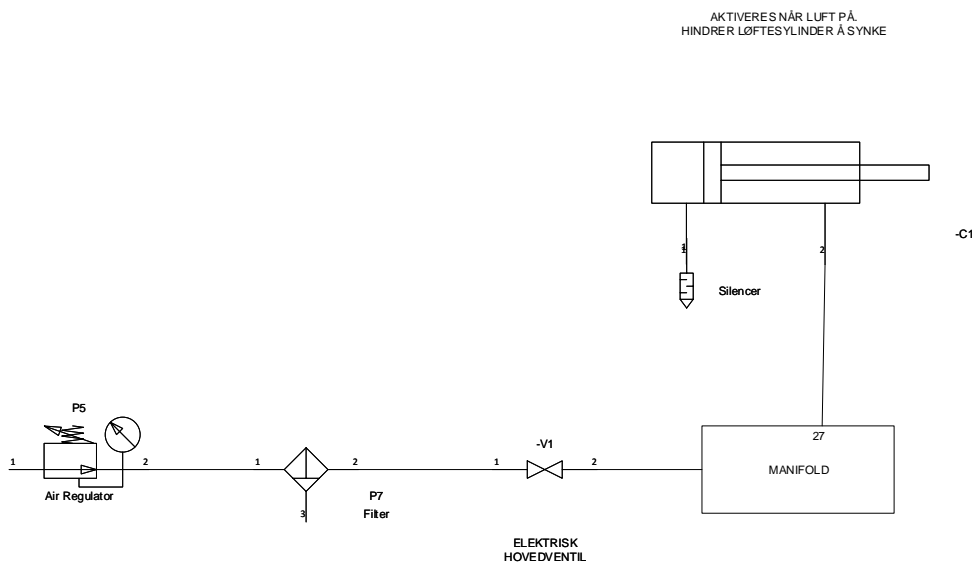 AKTIVERES NÅR LUFT PÅ.
HINDRER LØFTESYLINDER Å SYNKE
-C1
1
2
Silencer
P5
-V1
27
MANIFOLD
1
2
1
2
1
2
Air Regulator
P7
3
Filter
ELEKTRISK
HOVEDVENTIL